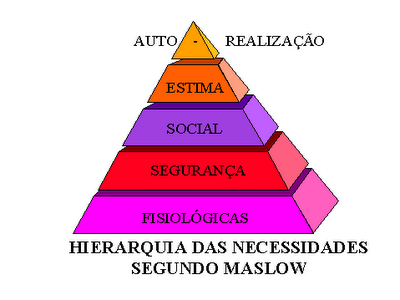 AUTO - REALIZAÇÃO
ESTIMA
SOCIAL
SEGURANÇA
FISIOLÓGICAS
HIERARQUIA DAS NECESSIDADES
SEGUNDO MASLOW